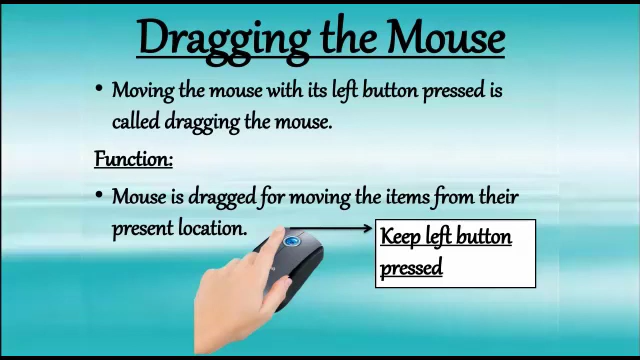 Dragging the Mouse
• Moving the mouse with its left button pressed is
called dragging the mouse.
Function:
• Mouse is dragged for moving the items from their
present location.
Keep left button
pressed